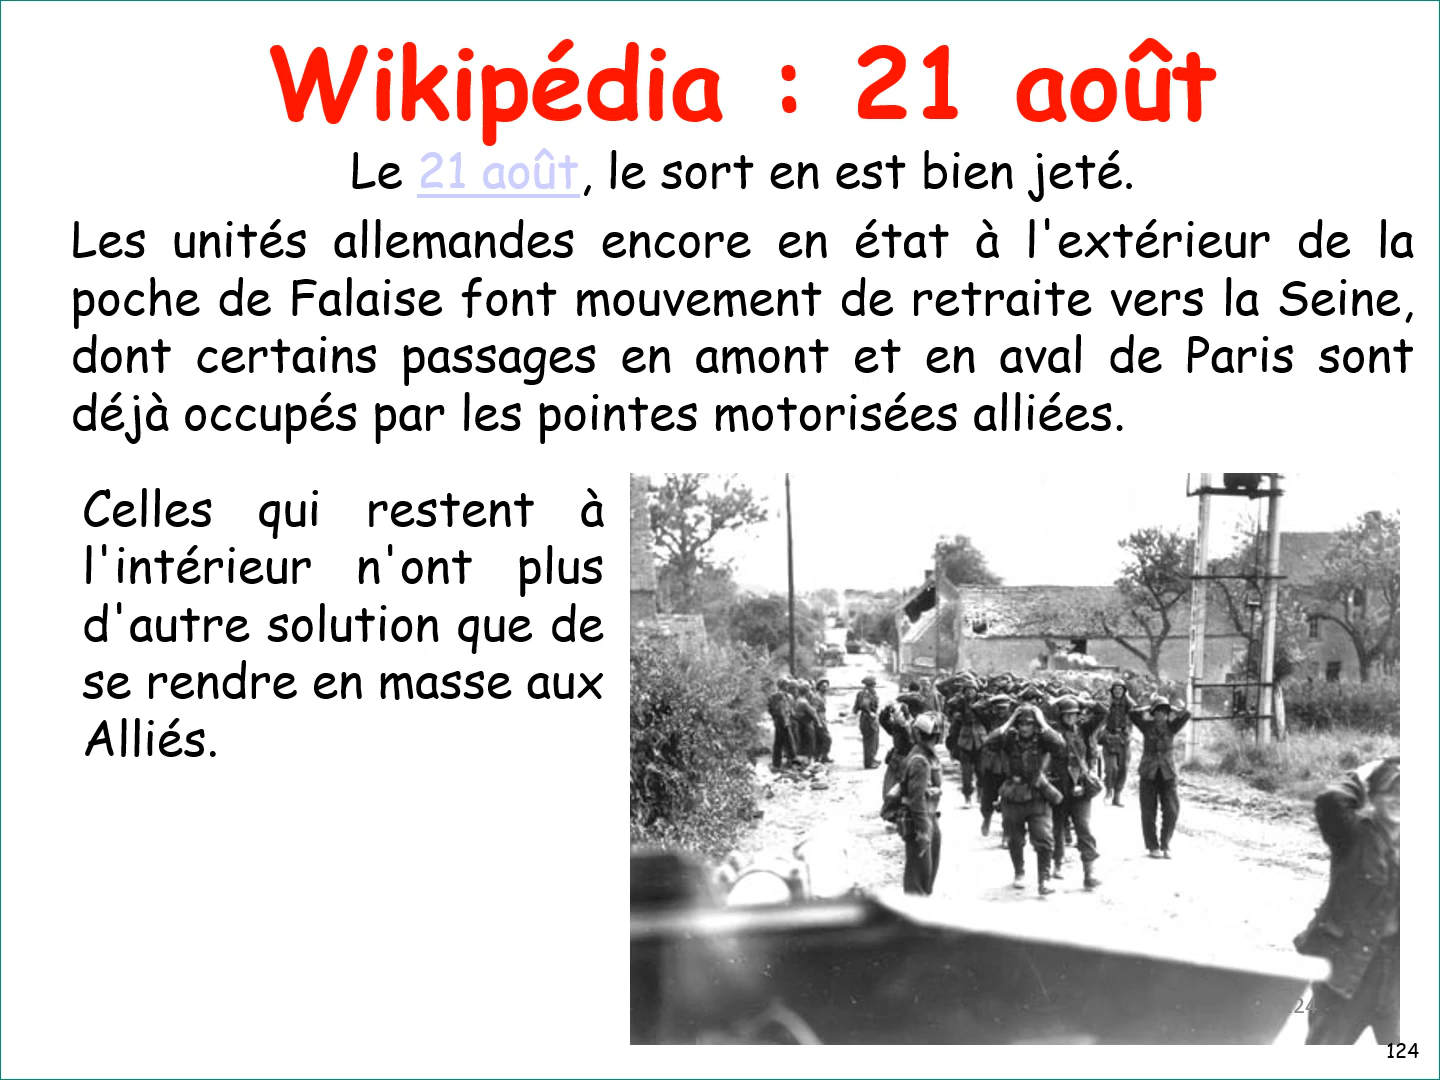 Wikipédia : 21 août
Le 21 août, le sort en est bien jeté.
Les unités allemandes encore en état à l'extérieur de la
poche de Falaise font mouvement de retraite vers la Seine,
dont certains passages en amont et en aval de Paris sont
déjà occupés par les pointes motorisées alliées.
Celles qui restent à
l'intérieur n'ont plus
d'autre solution que de
se rendre en masse aux
Alliés.
124